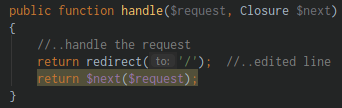 public function handle($request, Closure $next)
{
//..handle the request
return redirect( to: '/'); //..edited line
return $next($request);
}